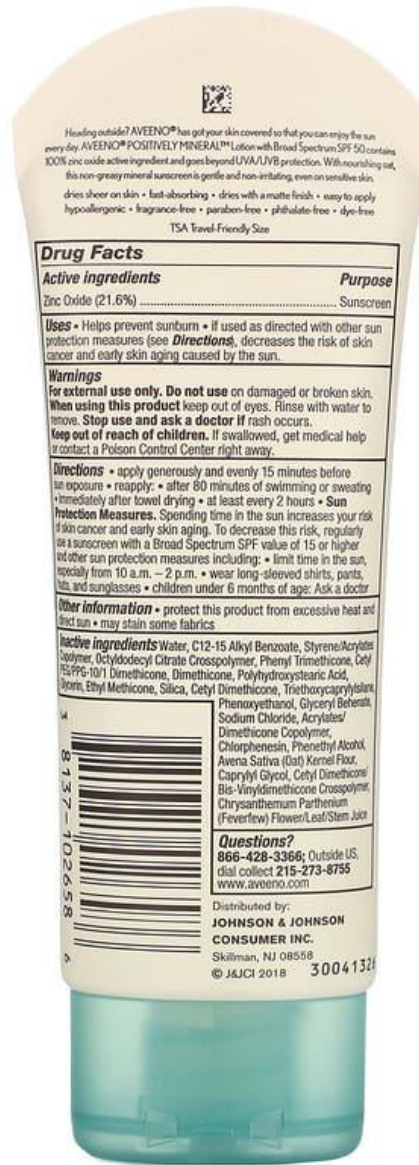 Heading outside? AVEENO® has got your skin covered so that you can enjoy the sun
every day. AVEENO® POSITIVELY MINERAL™ Lotion with Broad Spectrum SPF 50 contains
100% zinc oxide active ingredient and goes beyond UVA/UVB protection. With nourishing oat,
this non-greasy mineral sunscreen is gentle and non-irritating, even on sensitive skin.
dries sheer on skin • fast-absorbing • dries with a matte finish • easy to apply
hypoallergenic • fragrance-free • paraben-free • phthalate-free • dye-free
TSA Travel-Friendly Size
Drug Facts
Active ingredients Purpose
Zinc Oxide (21.6%) ........................................ Sunscreen
Uses • Helps prevent sunburn • if used as directed with other sun
protection measures (see Directions), decreases the risk of skin
cancer and early skin aging caused by the sun.
Warnings
For external use only. Do not use on damaged or broken skin.
When using this product keep out of eyes. Rinse with water to
remove. Stop use and ask a doctor if rash occurs.
Keep out of reach of children. If swallowed, get medical help
or contact a Poison Control Center right away.
Directions • apply generously and evenly 15 minutes before
sun exposure • reapply: • after 80 minutes of swimming or sweating
• immediately after towel drying • at least every 2 hours • Sun
Protection Measures. Spending time in the sun increases your risk
of skin cancer and early skin aging. To decrease this risk, regularly
use a sunscreen with a Broad Spectrum SPF value of 15 or higher
and other sun protection measures including: • limit time in the sun,
especially from 10 a.m. – 2 p.m. • wear long-sleeved shirts, pants,
hats, and sunglasses • children under 6 months of age: Ask a doctor
Other information • protect this product from excessive heat and
direct sun • may stain some fabrics
Inactive ingredients Water, C12-15 Alkyl Benzoate, Styrene/Acrylates
Copolymer, Octyldodecyl Citrate Crosspolymer, Phenyl Trimethicone, Cetyl
PEG/PPG-10/1 Dimethicone, Dimethicone, Polyhydroxystearic Acid,
Glycerin, Ethyl Methicone, Silica, Cetyl Dimethicone, Triethoxycaprylylsilane,
Phenoxyethanol, Glyceryl Behenate,
Sodium Chloride, Acrylates/
Dimethicone Copolymer,
Chlorphenesin, Phenethyl Alcohol,
Avena Sativa (Oat) Kernel Flour,
Caprylyl Glycol, Cetyl Dimethicone/
Bis-Vinyldimethicone Crosspolymer,
Chrysanthemum Parthenium
(Feverfew) Flower/Leaf/Stem Juice
3 8137-102658 6
Questions?
866-428-3366; Outside US,
dial collect 215-273-8755
www.aveeno.com
Distributed by:
JOHNSON & JOHNSON
CONSUMER INC.
Skillman, NJ 08558
© J&JCI 2018 30041326